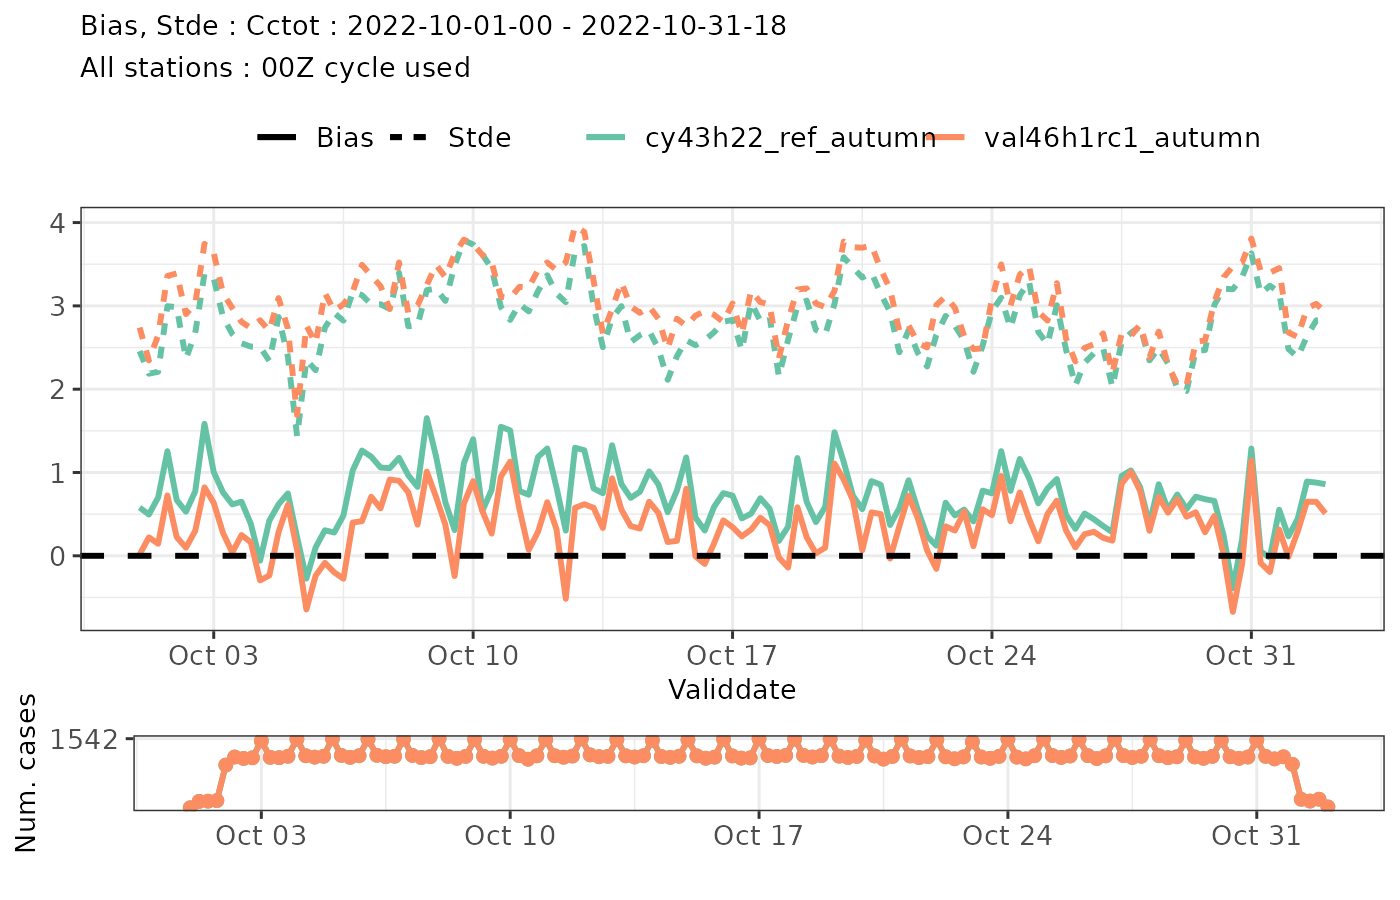 Bias, Stde : Cctot : 2022-10-01-00 - 2022-10-31-18
All stations : 00Z cycle used
Bias Stde cy43h22_ref_autumn val46h1rc1_autumn
4
3
2
1
0
Oct 03 Oct 10 Oct 17 Oct 24 Oct 31
Validdate
Num. cases
1542
Oct 03 Oct 10 Oct 17 Oct 24 Oct 31